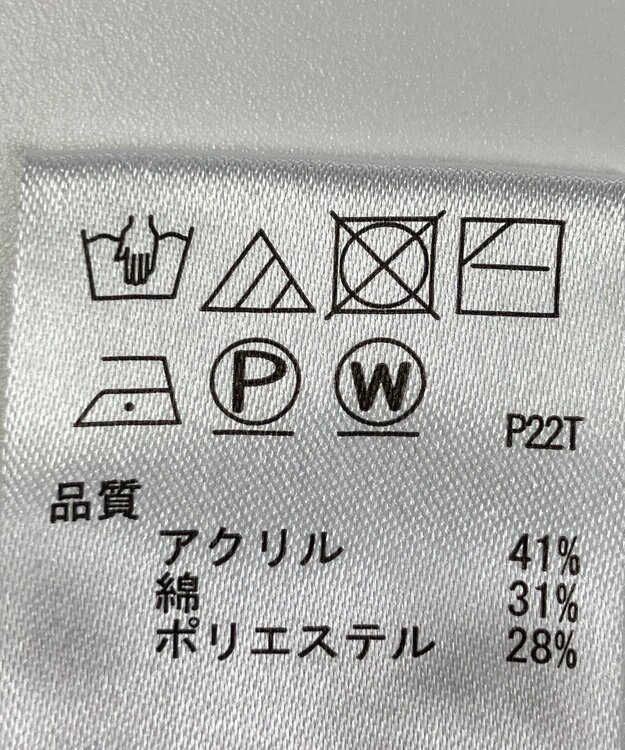 P W
P22T
品質
アクリル 41%
綿 31%
ポリエステル 28%